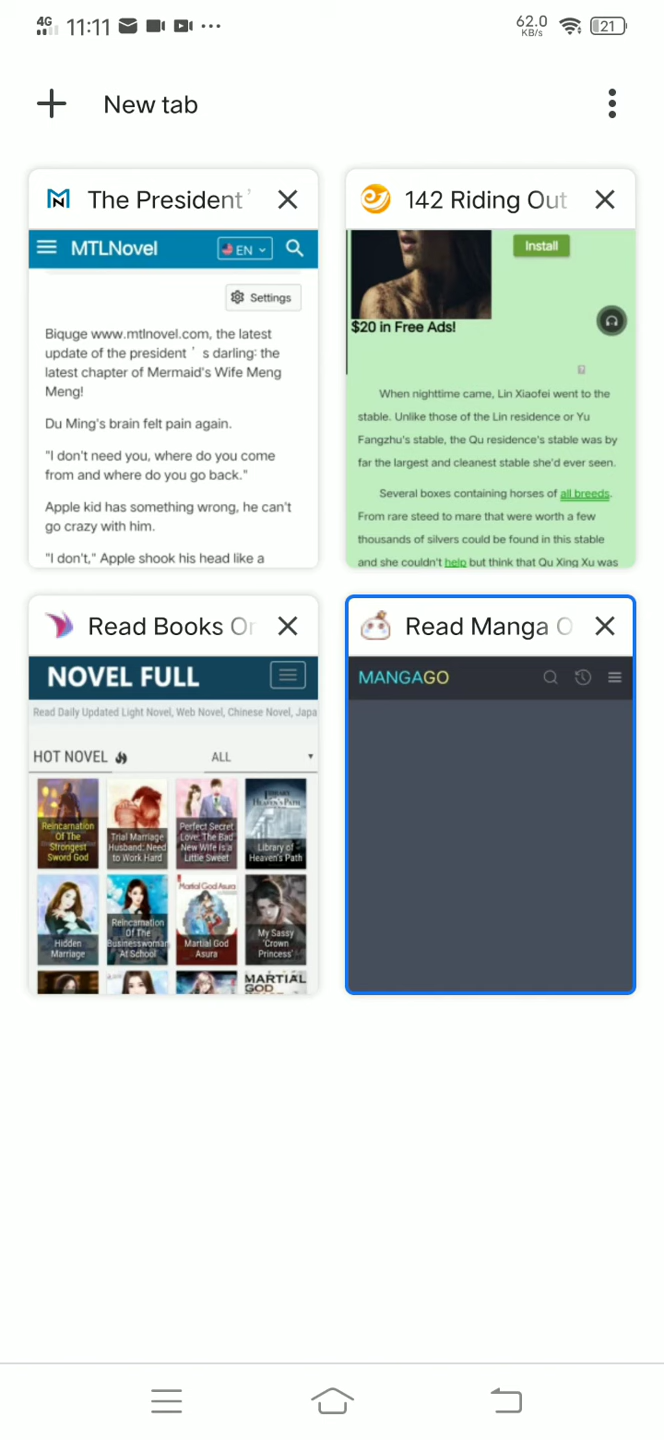 4G 11:11 62.0 KB/s 21
New tab
The President '
MTLNovel EN
Settings
Biquge www.mtlnovel.com, the latest
update of the president ' s darling: the
latest chapter of Mermaid's Wife Meng
Meng!
Du Ming's brain felt pain again.
"I don't need you, where do you come
from and where do you go back."
Apple kid has something wrong, he can't
go crazy with him.
"I don't," Apple shook his head like a
142 Riding Out
Install
$20 in Free Ads!
When nighttime came, Lin Xiaofei went to the
stable. Unlike those of the Lin residence or Yu
Fangzhu's stable, the Qu residence's stable was by
far the largest and cleanest stable she'd ever seen.
Several boxes containing horses of all breeds.
From rare steed to mare that were worth a few
thousands of silvers could be found in this stable
and she couldn't help but think that Qu Xing Xu was
Read Books On
NOVEL FULL
Read Daily Updated Light Novel, Web Novel, Chinese Novel, Japa
HOT NOVEL ALL
Reincarnation
Of The
Strongest
Sword God
Trial Marriage
Husband: Need
to Work Hard
Perfect Secret
Love: The Bad
New Wife is a
Little Sweet
Library of
Heaven's Path
Library of
Heaven's Path
Hidden
Marriage
Reincarnation
Of The
Businesswoman
At School
Martial God Asura
Martial God
Asura
My Sassy
'Crown
Princess'
MARTIAL
GOD
Read Manga O
MANGAGO